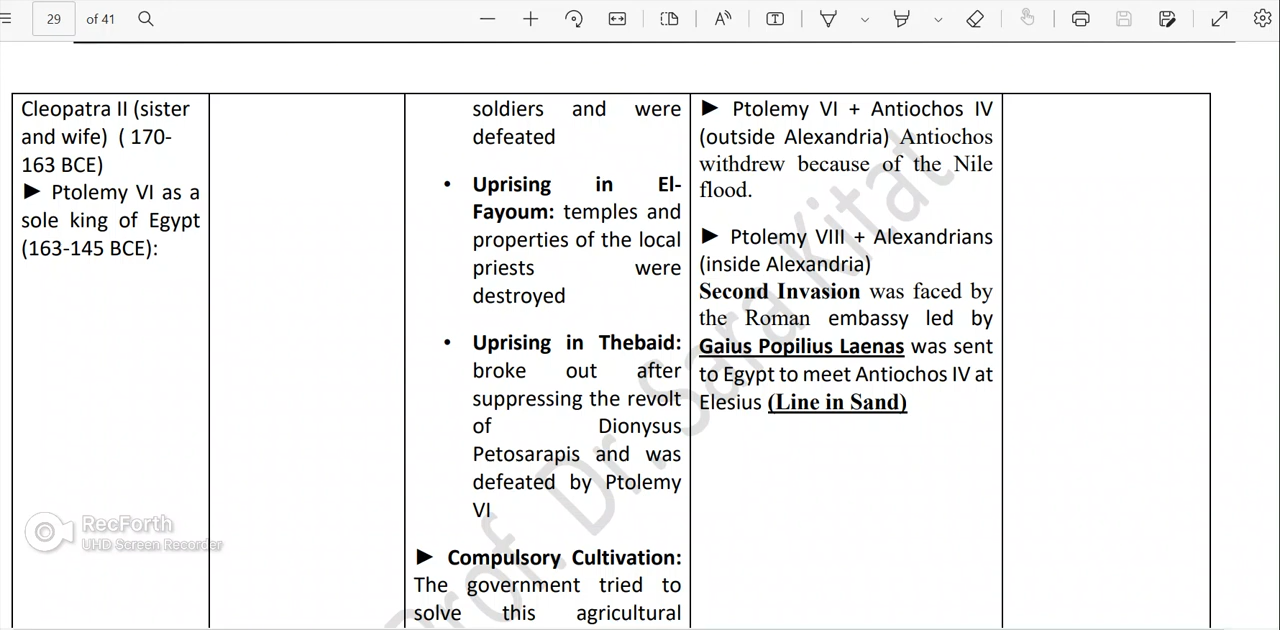 29 of 41
Cleopatra II (sister
and wife) ( 170-
163 BCE)
► Ptolemy VI as a
sole king of Egypt
(163-145 BCE):
soldiers and were
defeated
• Uprising in El-
Fayoum: temples and
properties of the local
priests were
destroyed
• Uprising in Thebaid:
broke out after
suppressing the revolt
of Dionysus
Petosarapis and was
defeated by Ptolemy
VI
► Compulsory Cultivation:
The government tried to
solve this agricultural
► Ptolemy VI + Antiochos IV
(outside Alexandria) Antiochos
withdrew because of the Nile
flood.
► Ptolemy VIII + Alexandrians
(inside Alexandria)
Second Invasion was faced by
the Roman embassy led by
Gaius Popilius Laenas was sent
to Egypt to meet Antiochos IV at
Elesius (Line in Sand)
Prof. Dr. Sara Kitat
RecForth
UHD Screen Recorder